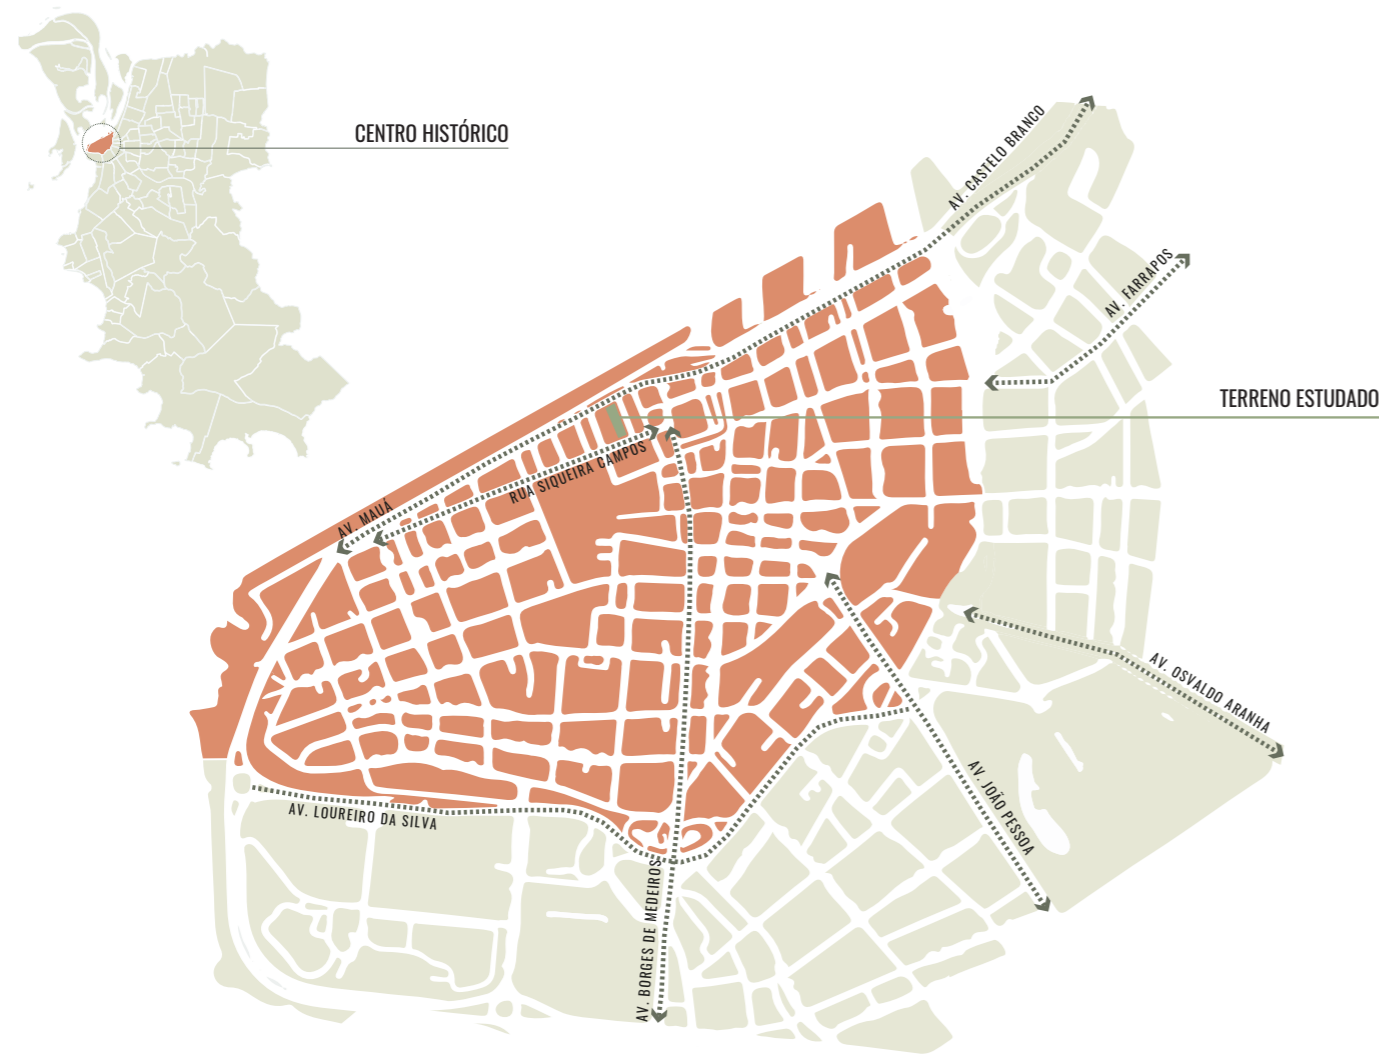 CENTRO HISTÓRICO
AV. CASTELO BRANCO
AV. FARRAPOS
TERRENO ESTUDADO
RUA SIQUEIRA CAMPOS
AV. MAUÁ
AV. OSVALDO ARANHA
AV. JOÃO PESSOA
AV. LOUREIRO DA SILVA
AV. BORGES DE MEDEIROS